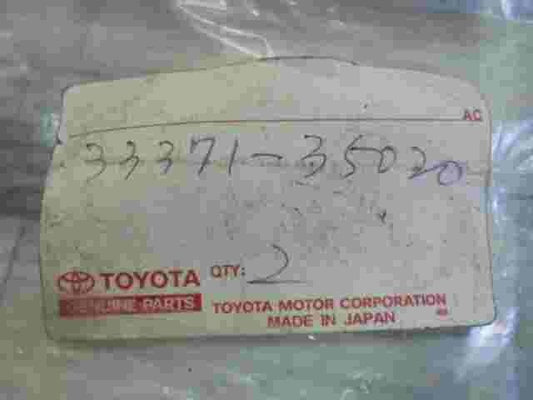 AC
33371-35020
TOYOTA QTY: 2
GENUINE PARTS
TOYOTA MOTOR CORPORATION
MADE IN JAPAN